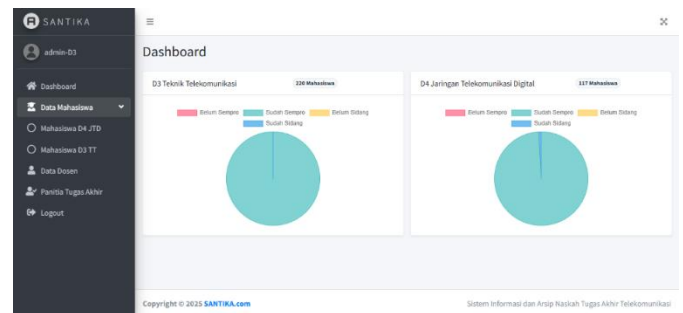 SANTIKA
admin-D3
Dashboard
Data Mahasiswa
Mahasiswa D4 JTD
Mahasiswa D3 TT
Data Dosen
Panitia Tugas Akhir
Logout
Dashboard
D3 Teknik Telekomunikasi
220 Mahasiswa
Belum Sempro Sudah Sempro Belum Sidang
Sudah Sidang
D4 Jaringan Telekomunikasi Digital
117 Mahasiswa
Belum Sempro Sudah Sempro Belum Sidang
Sudah Sidang
Copyright © 2025 SANTIKA.com
Sistem Informasi dan Arsip Naskah Tugas Akhir Telekomunikasi